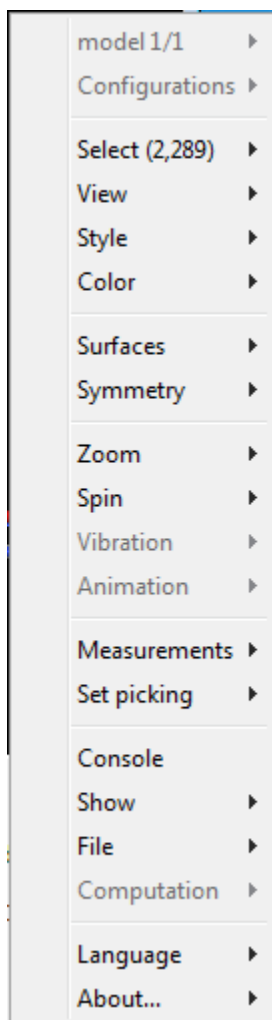 model 1/1
Configurations
Select (2,289)
View
Style
Color
Surfaces
Symmetry
Zoom
Spin
Vibration
Animation
Measurements
Set picking
Console
Show
File
Computation
Language
About...